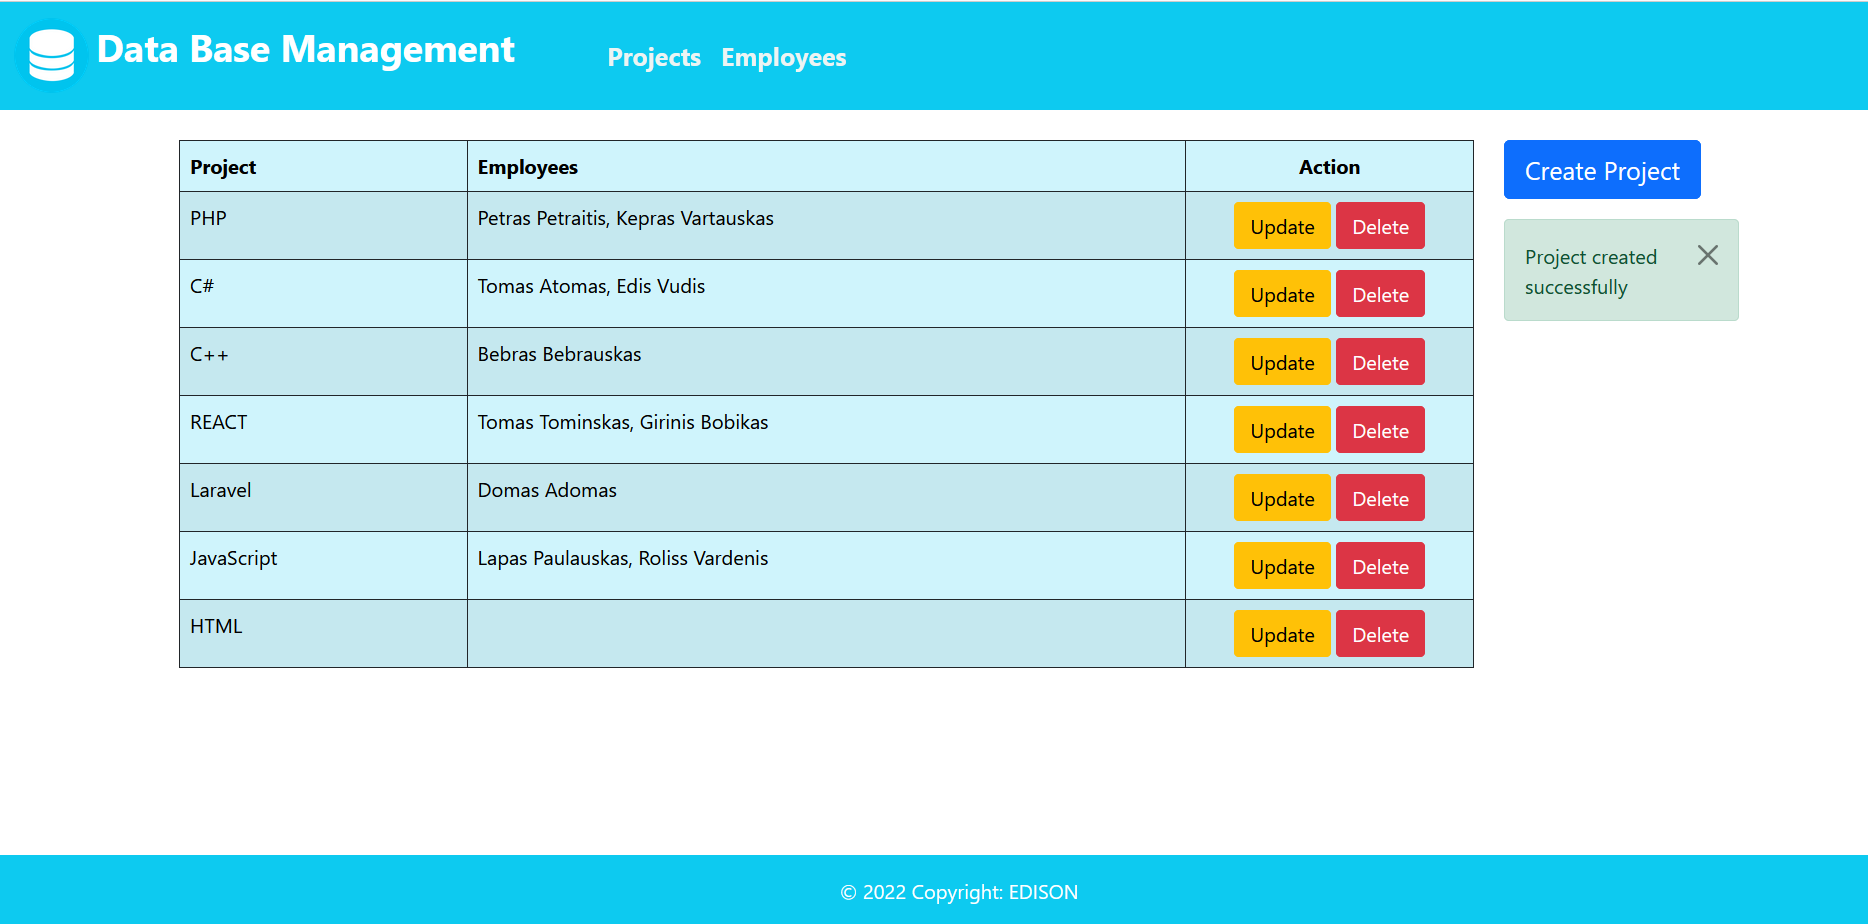 Data Base Management Projects Employees
Project Employees Action
Create Project
PHP Petras Petraitis, Kepras Vartauskas Update Delete
Project created
successfully
C# Tomas Atomas, Edis Vudis Update Delete
C++ Bebras Bebrauskas Update Delete
REACT Tomas Tominskas, Girinis Bobikas Update Delete
Laravel Domas Adomas Update Delete
JavaScript Lapas Paulauskas, Roliss Vardenis Update Delete
HTML Update Delete
© 2022 Copyright: EDISON